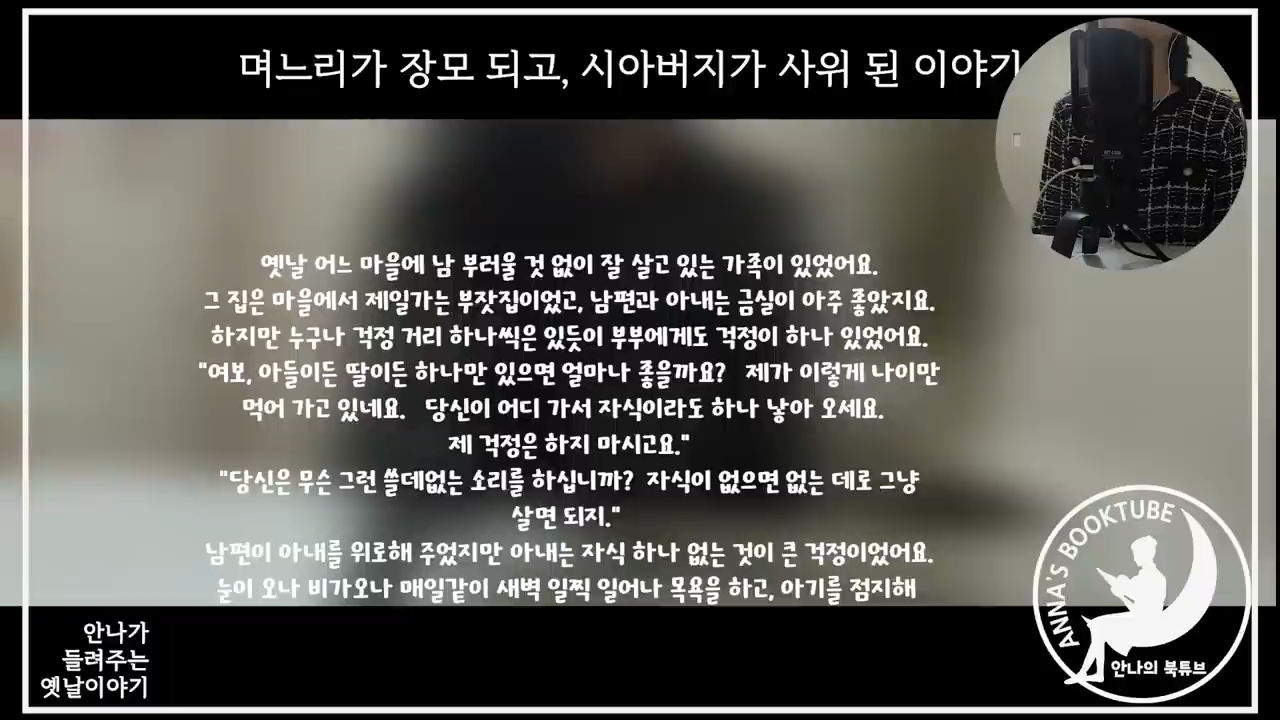 며느리가 장모 되고, 시아버지가 사위 된 이야기
옛날 어느 마을에 남 부러울 것 없이 잘 살고 있는 가족이 있었어요.
그 집은 마을에서 제일가는 부잣집이었고, 남편과 아내는 금실이 아주 좋았지요.
하지만 누구나 걱정 거리 하나씩은 있듯이 부부에게도 걱정이 하나 있었어요.
"여보, 아들이든 딸이든 하나만 있으면 얼마나 좋을까요? 제가 이렇게 나이만
먹어 가고 있네요. 당신이 어디 가서 자식이라도 하나 낳아 오세요.
제 걱정은 하지 마시고요."
"당신은 무슨 그런 쓸데없는 소리를 하십니까? 자식이 없으면 없는 데로 그냥
살면 되지."
남편이 아내를 위로해 주었지만 아내는 자식 하나 없는 것이 큰 걱정이었어요.
눈이 오나 비가오나 매일같이 새벽 일찍 일어나 목욕을 하고, 아기를 점지해
안나가
들려주는
옛날이야기
ANNA'S BOOKTUBE
안나의 북튜브